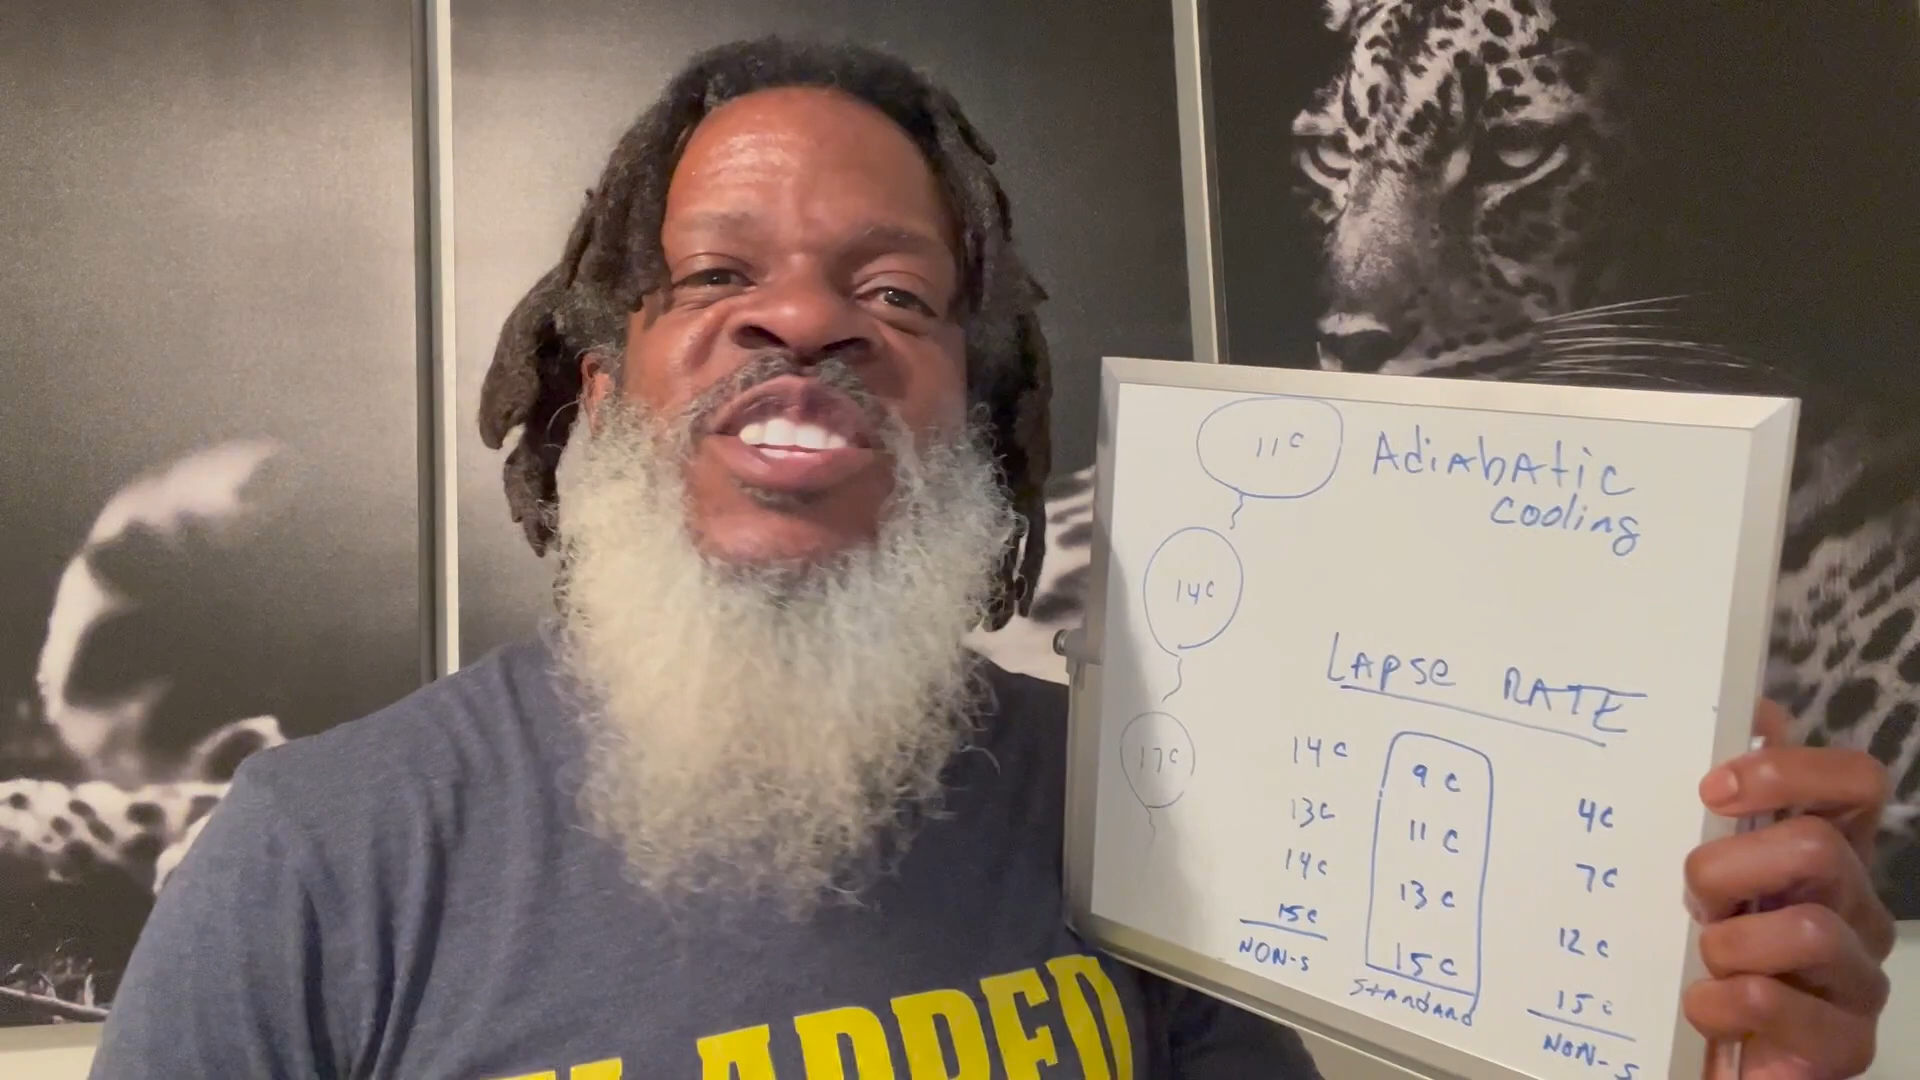 11c
Adiabatic
cooling
14c
17c
Lapse RATE
14c 9c 4c
13c 11c 7c
14c 13c 12c
15c 15c 15c
NON-S Standard NON-S